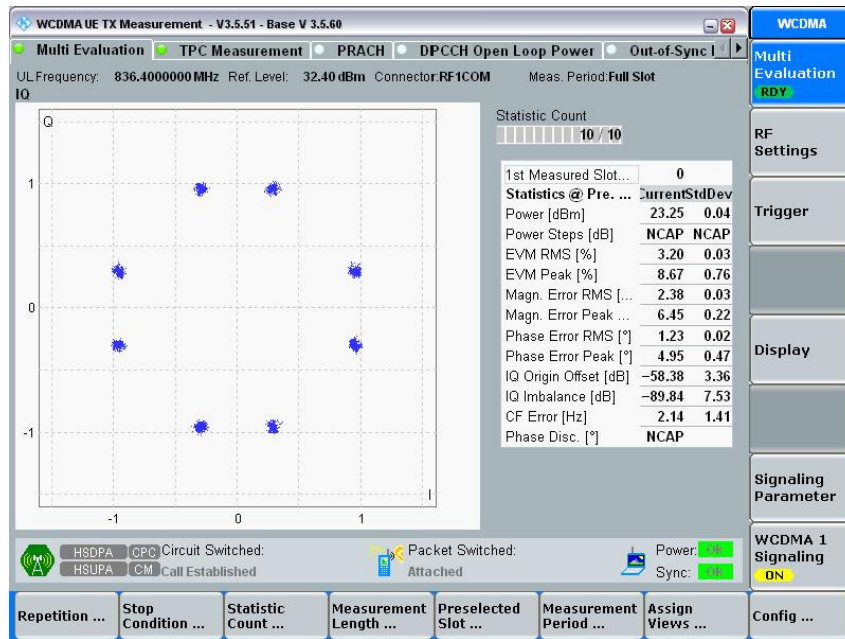 WCDMA UE TX Measurement - V3.5.51 - Base V 3.5.60
WCDMA
Multi Evaluation TPC Measurement PRACH DPCCH Open Loop Power Out-of-Sync
Multi Evaluation
RDY
UL Frequency: 836.4000000 MHz Ref. Level: 32.40 dBm Connector:RF1COM Meas. Period:Full Slot
IQ
Q
1
0
-1
-1 0 1
I
Statistic Count
10 / 10
1st Measured Slot... 0
Statistics @ Pre. ... Current StdDev
Power [dBm] 23.25 0.04
Power Steps [dB] NCAP NCAP
EVM RMS [%] 3.20 0.03
EVM Peak [%] 8.67 0.76
Magn. Error RMS [... 2.38 0.03
Magn. Error Peak ... 6.45 0.22
Phase Error RMS [°] 1.23 0.02
Phase Error Peak [°] 4.95 0.47
IQ Origin Offset [dB] −58.38 3.36
IQ Imbalance [dB] −89.84 7.53
CF Error [Hz] 2.14 1.41
Phase Disc. [°] NCAP
RF
Settings
Trigger
Display
Signaling
Parameter
WCDMA 1
Signaling
ON
HSDPA CPC Circuit Switched: Packet Switched: Power: OK
HSUPA CM Call Established Attached Sync: OK
Repetition ...
Stop
Condition ...
Statistic
Count ...
Measurement
Length ...
Preselected
Slot ...
Measurement
Period ...
Assign
Views ...
Config ...